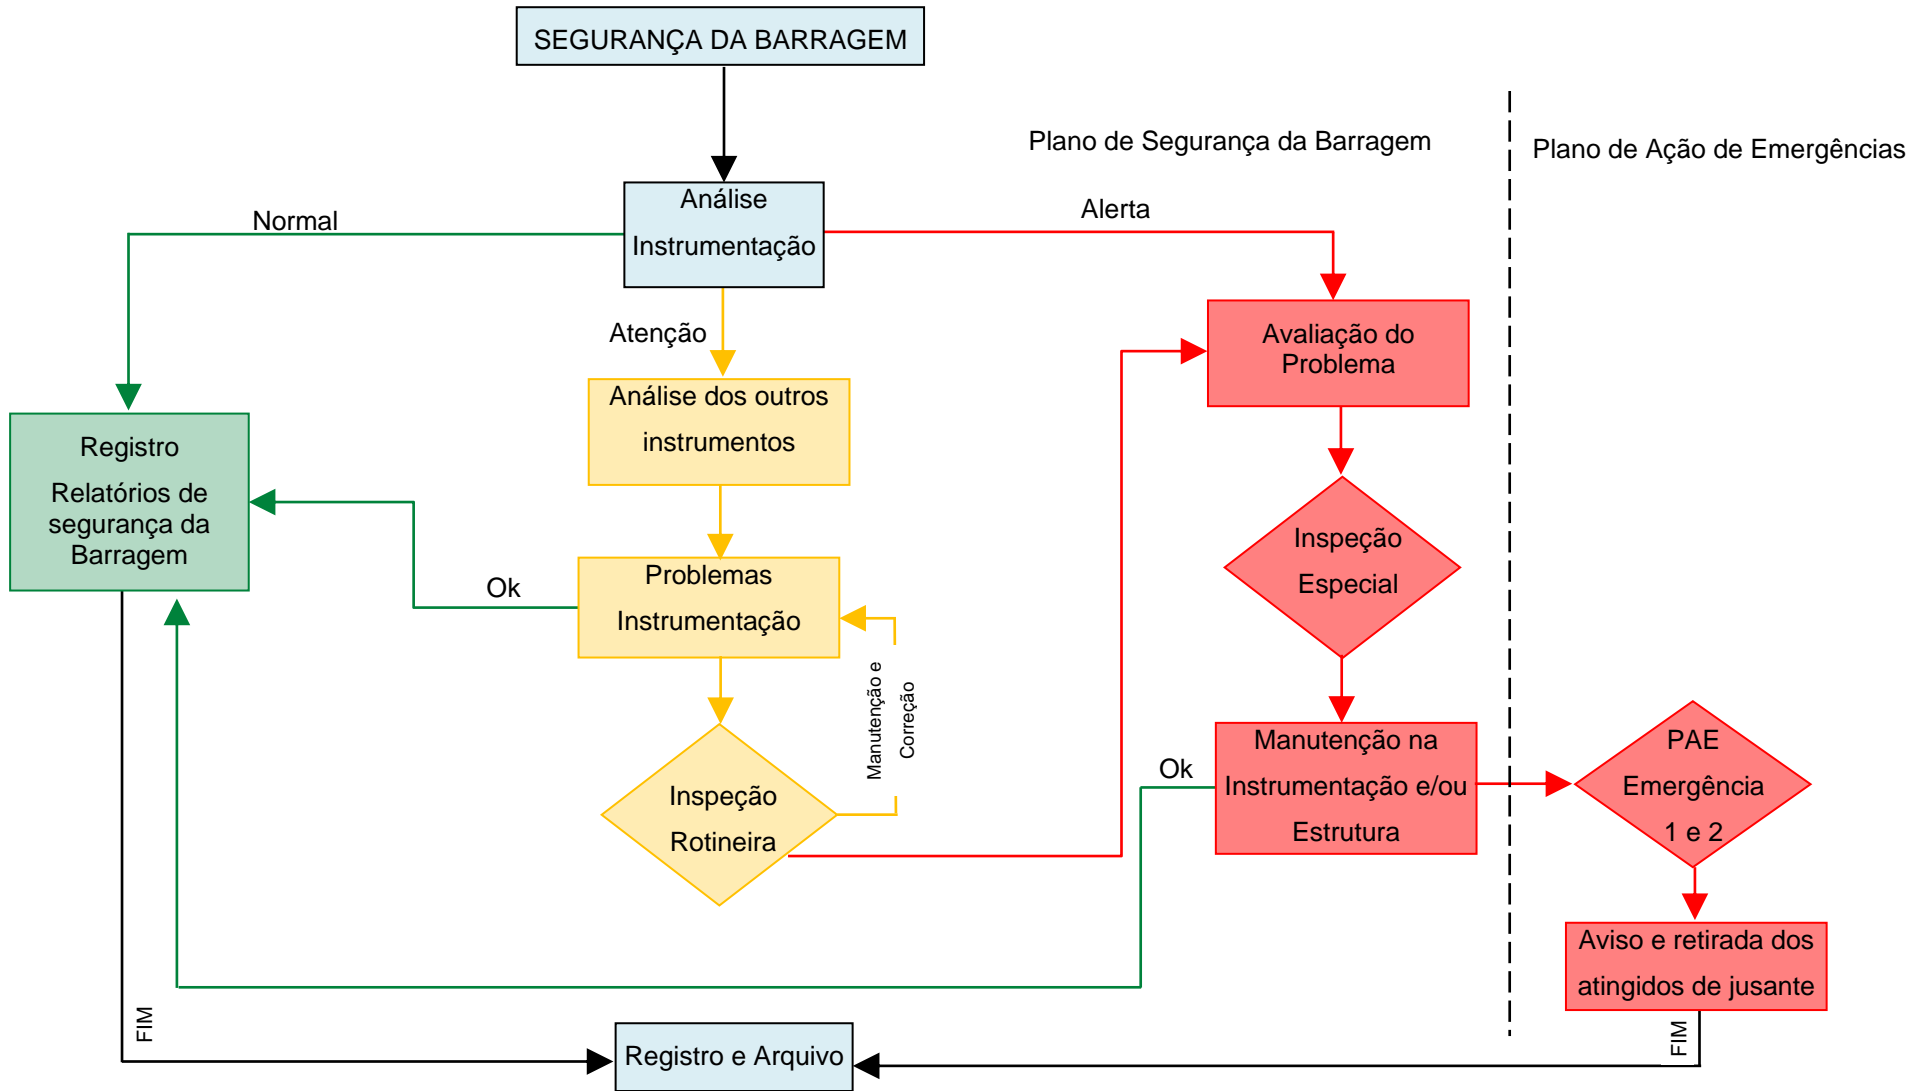 SEGURANÇA DA BARRAGEM
Plano de Segurança da Barragem
Plano de Ação de Emergências
Análise
Instrumentação
Normal
Alerta
Atenção
Avaliação do
Problema
Análise dos outros
instrumentos
Registro
Relatórios de
segurança da
Barragem
Inspeção
Especial
Ok
Problemas
Instrumentação
Manutenção e
Correção
Inspeção
Rotineira
Ok
Manutenção na
Instrumentação e/ou
Estrutura
PAE
Emergência
1 e 2
Aviso e retirada dos
atingidos de jusante
FIM
FIM
Registro e Arquivo